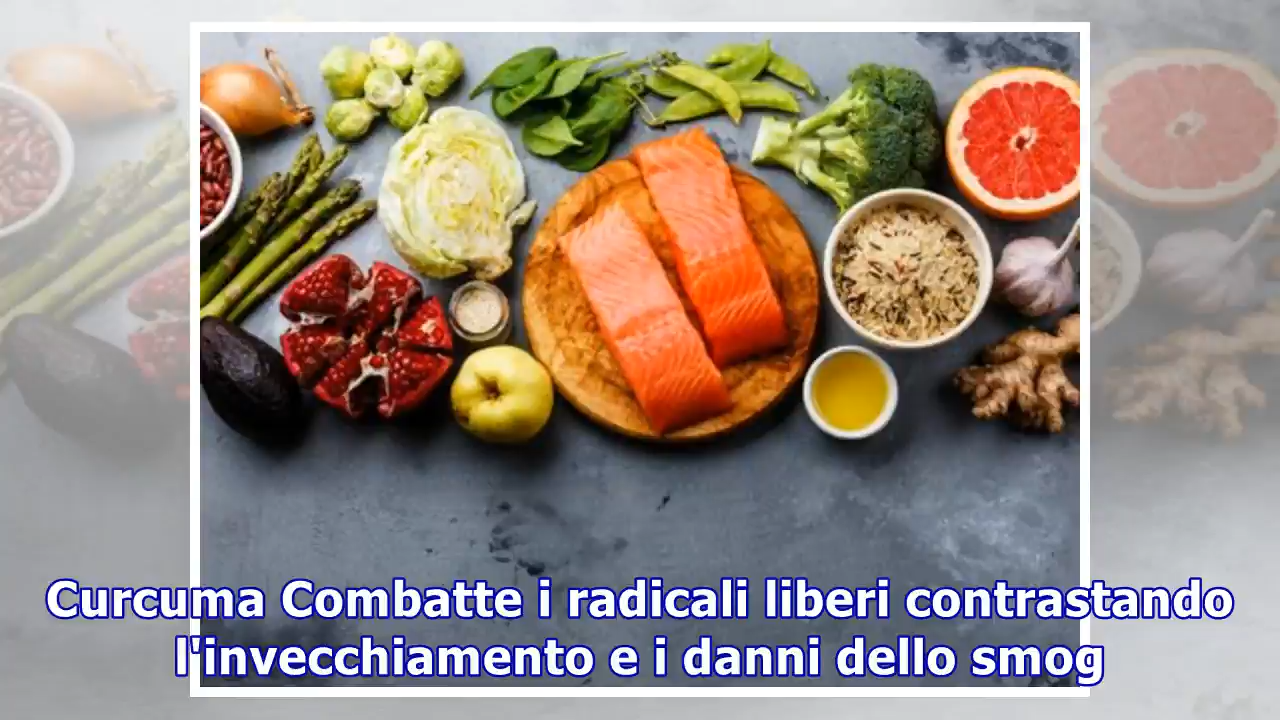 Curcuma Combatte i radicali liberi contrastando
l'invecchiamento e i danni dello smog